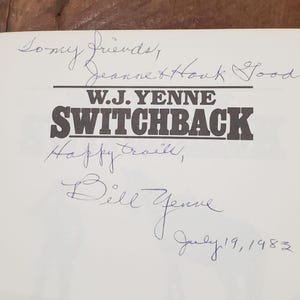 To my friends,
Jeanne & Hank Good
W.J. YENNE
SWITCHBACK
Happy trails,
Bill Yenne
July 19, 1983